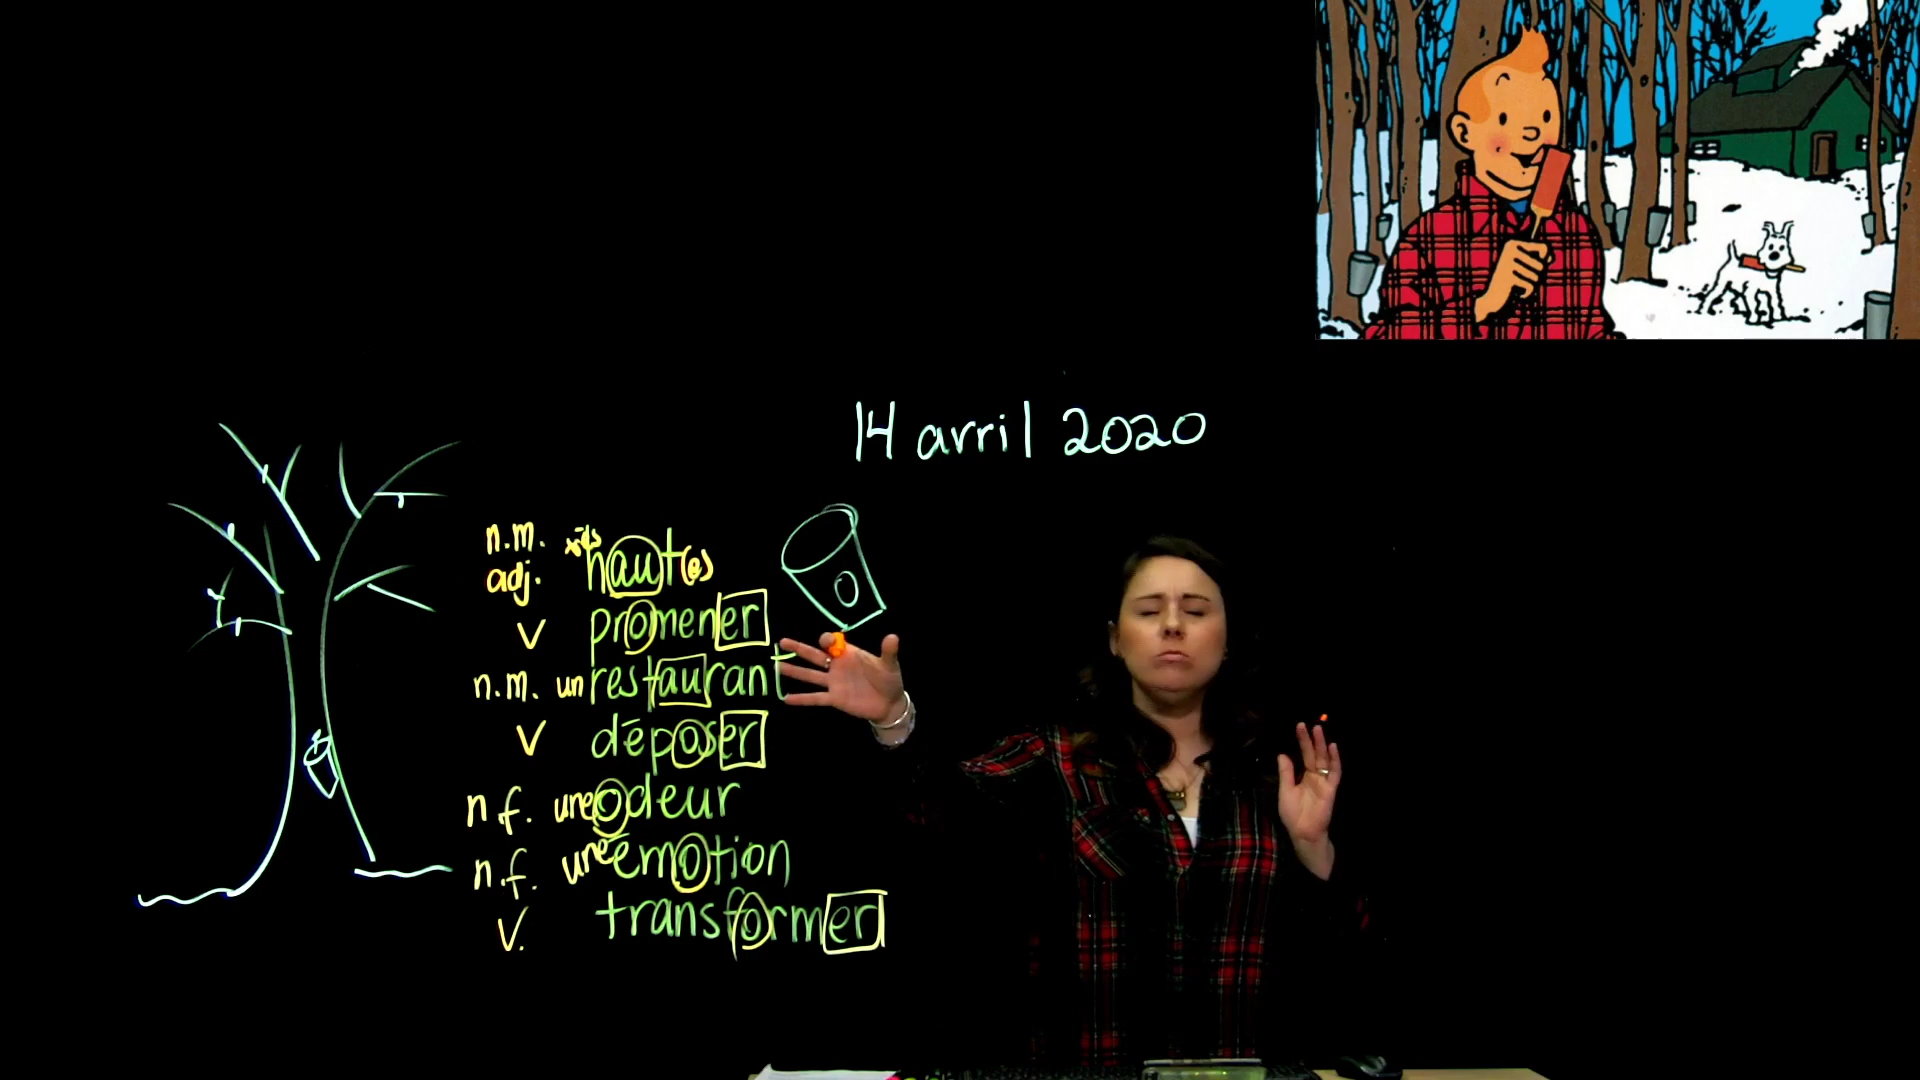 14 avril 2020
n.m.
adj. haut(e)
V promener
n.m. un restaurant
V déposer
n.f. une odeur
n.f. une émotion
V. transformer